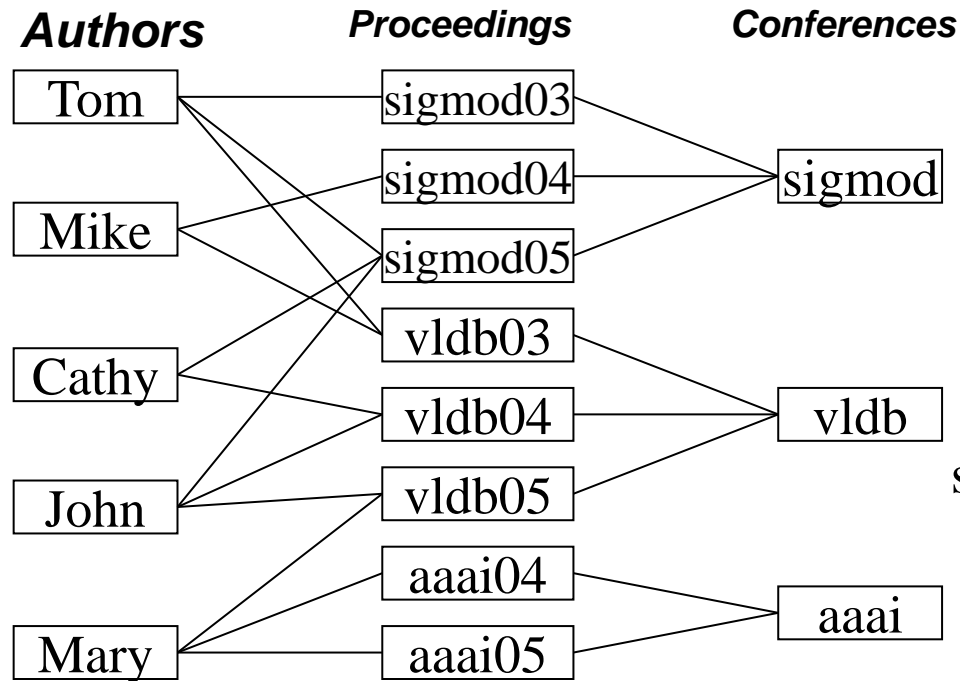 Authors
Proceedings
Conferences
Tom
Mike
Cathy
John
Mary
sigmod03
sigmod04
sigmod05
vldb03
vldb04
vldb05
aaai04
aaai05
sigmod
vldb
aaai
s